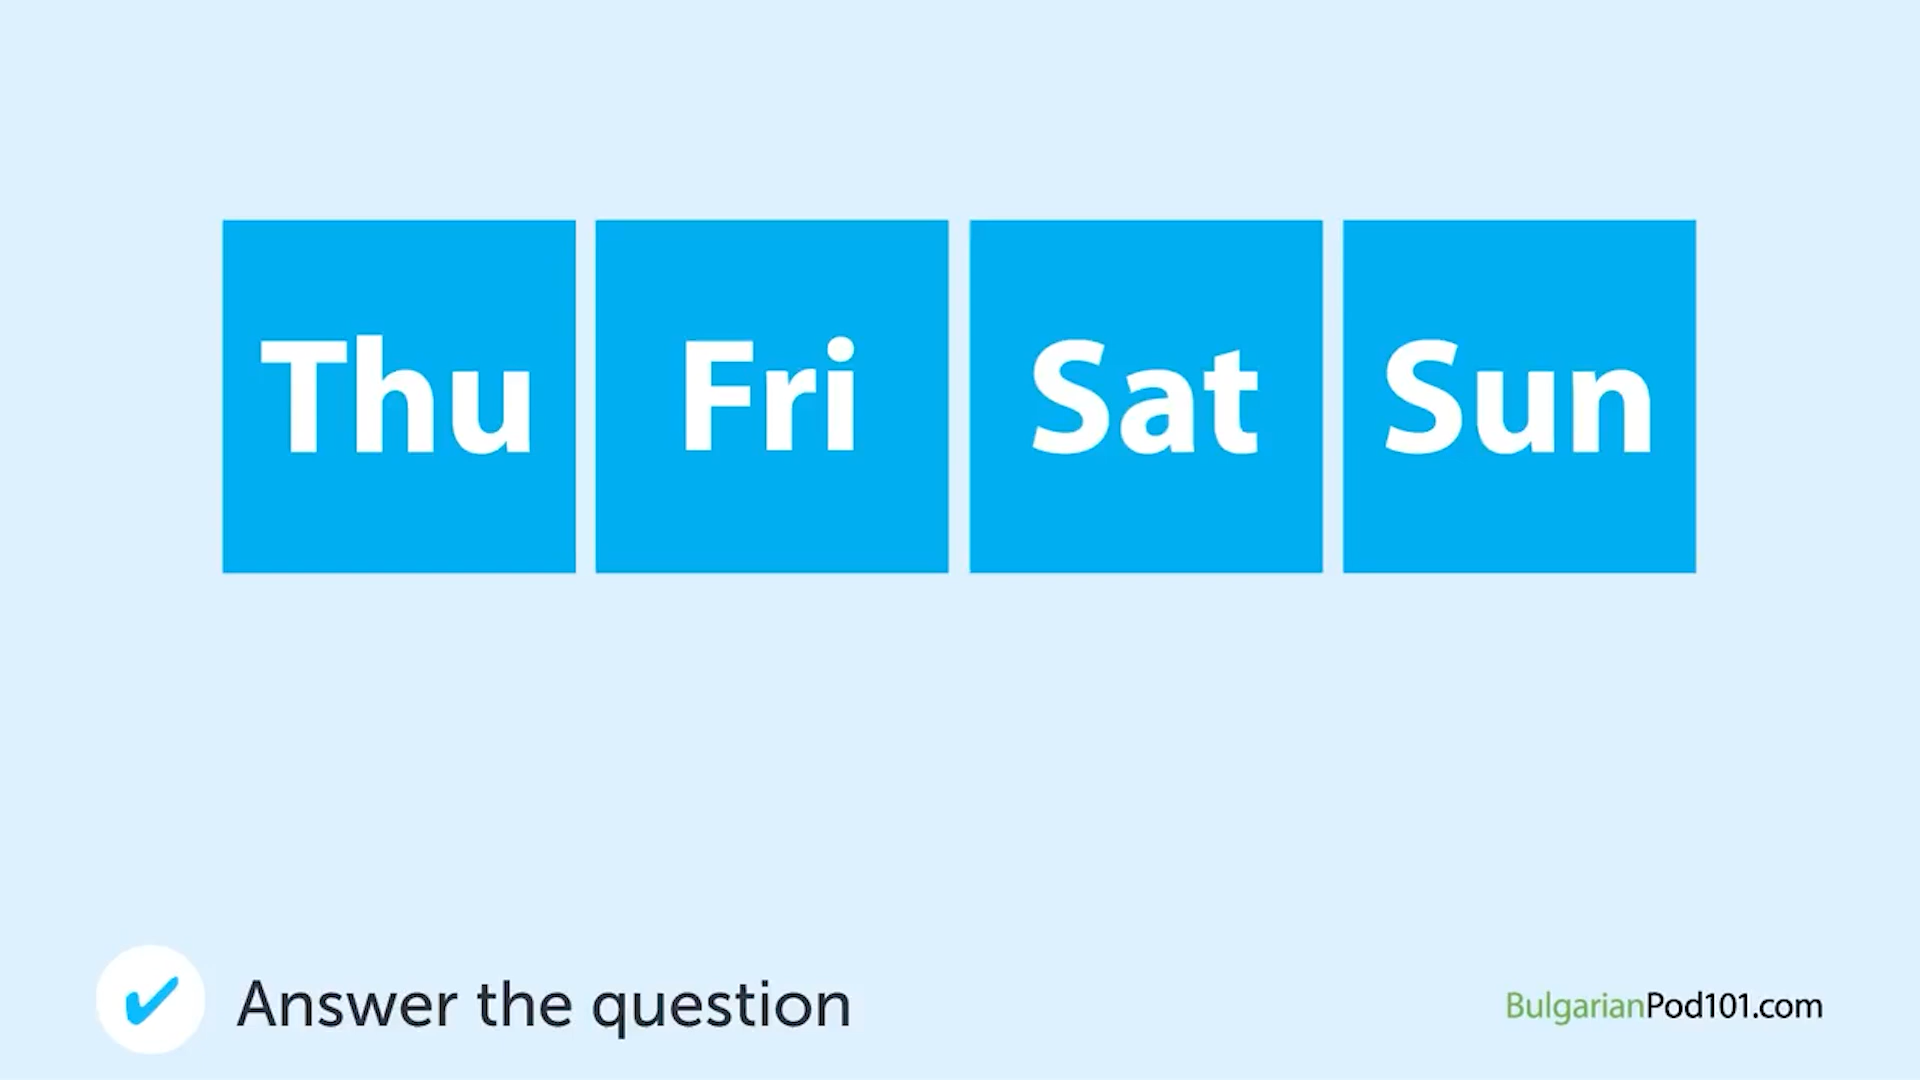 Thu Fri Sat Sun
Answer the question
BulgarianPod101.com